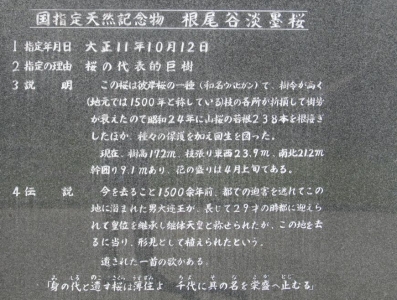 国指定天然記念物 根尾谷淡墨桜
1 指定年月日 大正11年10月12日
2 指定の理由 桜の代表的巨樹
3 説明 この桜は彼岸桜の一種(和名ウバヒガン)で、樹令が高く
(地元では1500年と称している)枝の各所が折損して樹勢
が衰えたので昭和24年に山桜の若根238本を根接ぎ
したほか、種々の保護を加え回生を図った。
現在、樹高17.2m、枝張り東西23.9m、南北21.2m
幹囲り9.1mあり、花の盛りは4月上旬である。
4 伝説 今を去ること1500余年前、都での迫害を逃れてこの
地に潜まれた男大迹王が、長じて29才の時都に迎えら
れて皇位を継承し継体天皇と称せられたが、この地を去
るに当り、形見として植えられたという。
遺された一首の歌がある。
「身の代と遺す桜は薄住よ 千代に其の名を栄盛へ止むる」